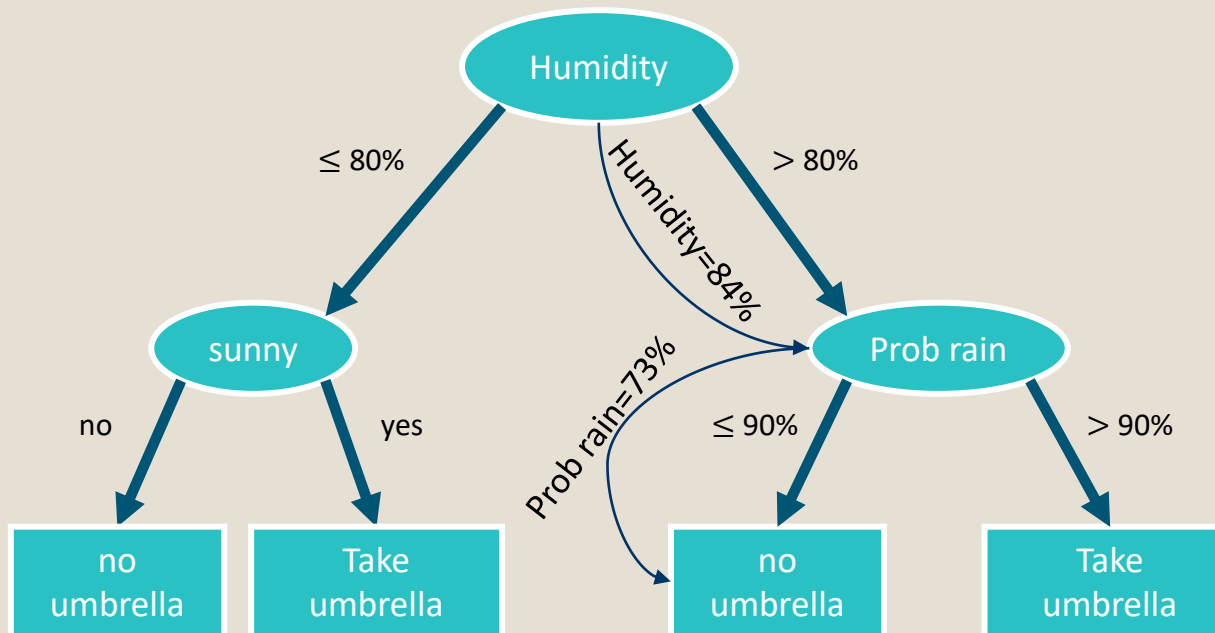 Humidity
≤ 80%
> 80%
Humidity=84%
sunny
Prob rain
Prob rain=73%
no
yes
≤ 90%
> 90%
no
umbrella
Take
umbrella
no
umbrella
Take
umbrella